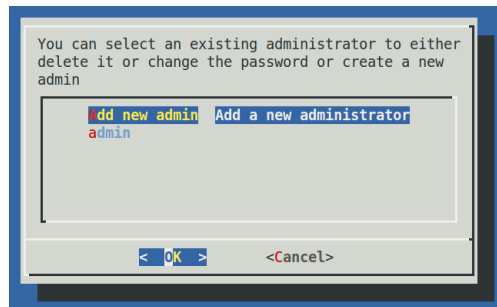 You can select an existing administrator to either
delete it or change the password or create a new
admin
Add new admin  Add a new administrator
admin
<  OK  >  <Cancel>